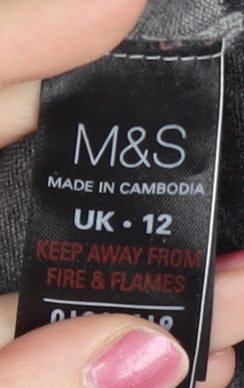 M&S
MADE IN CAMBODIA
UK • 12
KEEP AWAY FROM
FIRE & FLAMES